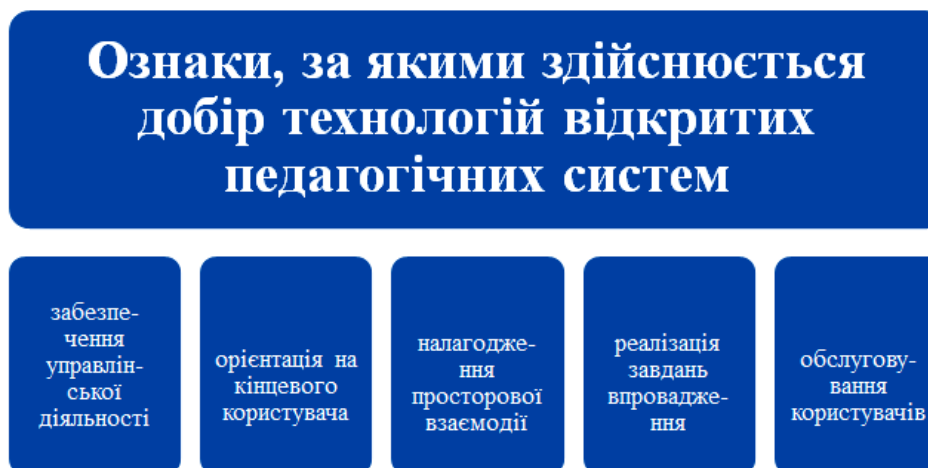 Ознаки, за якими здійснюється
добір технологій відкритих
педагогічних систем
забезпе-
чення
управлін-
ської
діяльності
орієнтація на
кінцевого
користувача
налагодже-
ння
просторової
взаємодії
реалізація
завдань
впровадже-
ння
обслугову-
вання
користувачів